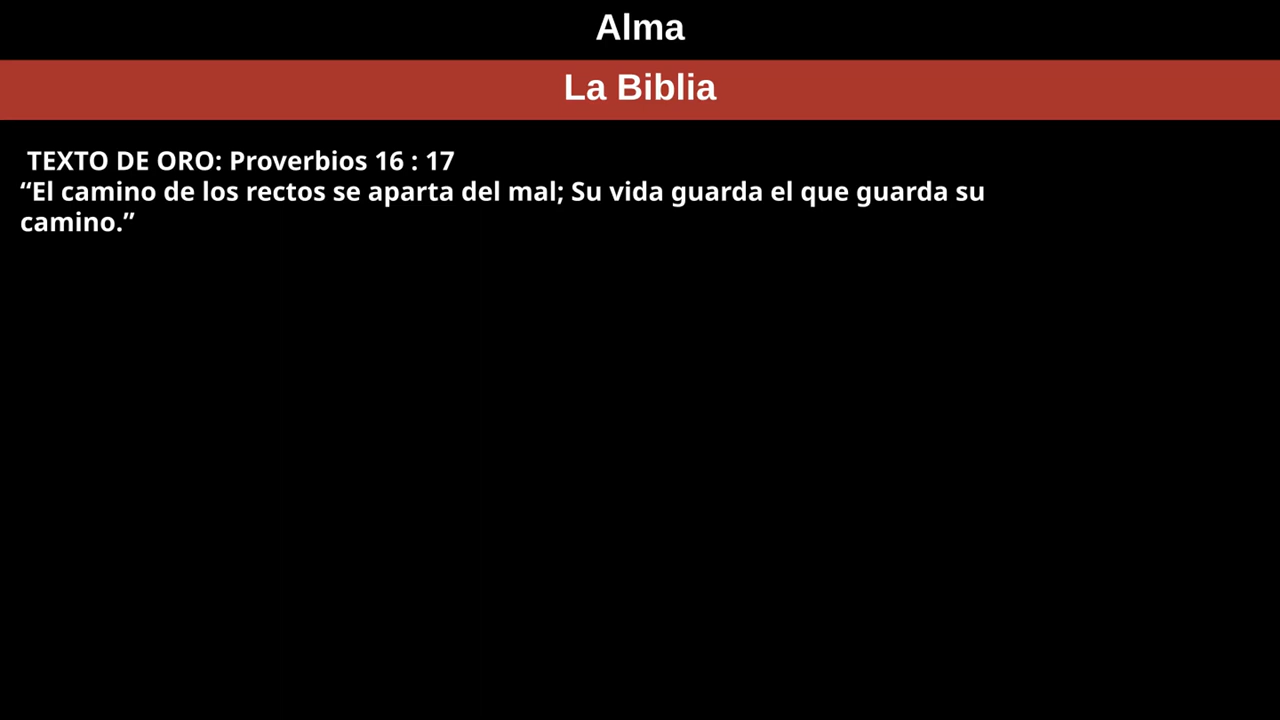 Alma
La Biblia
TEXTO DE ORO: Proverbios 16 : 17
“El camino de los rectos se aparta del mal; Su vida guarda el que guarda su
camino.”